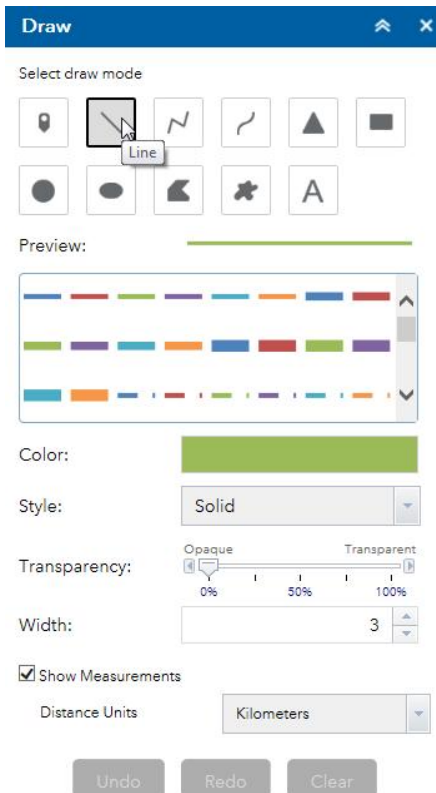 Draw
Select draw mode
Line
A
Preview:
Color:
Style: Solid
Opaque Transparent
Transparency:
0% 50% 100%
Width: 3
Show Measurements
Distance Units Kilometers
Undo Redo Clear